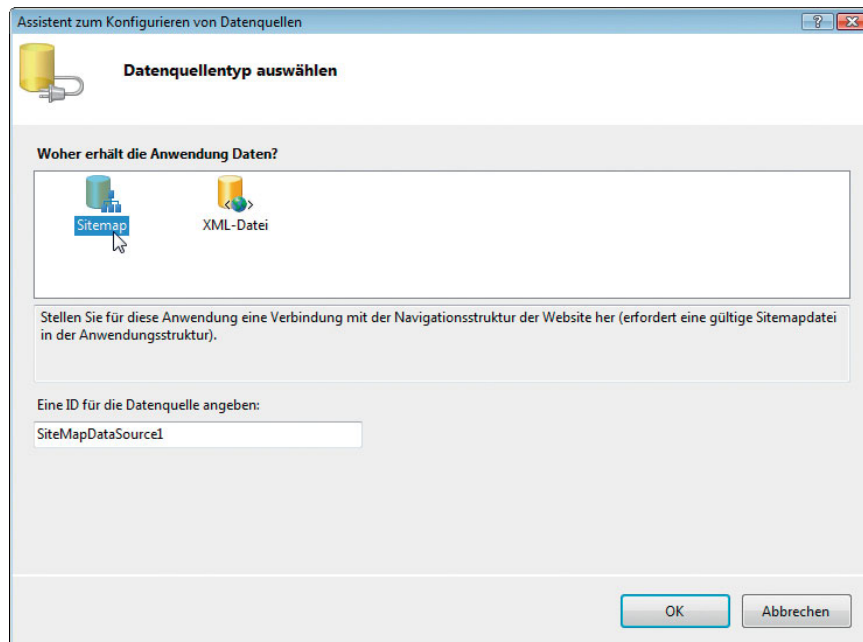 Assistent zum Konfigurieren von Datenquellen
Datenquellentyp auswählen
Woher erhält die Anwendung Daten?
Sitemap
XML-Datei
Stellen Sie für diese Anwendung eine Verbindung mit der Navigationsstruktur der Website her (erfordert eine gültige Sitemapdatei
in der Anwendungsstruktur).
Eine ID für die Datenquelle angeben:
SiteMapDataSource1
OK
Abbrechen